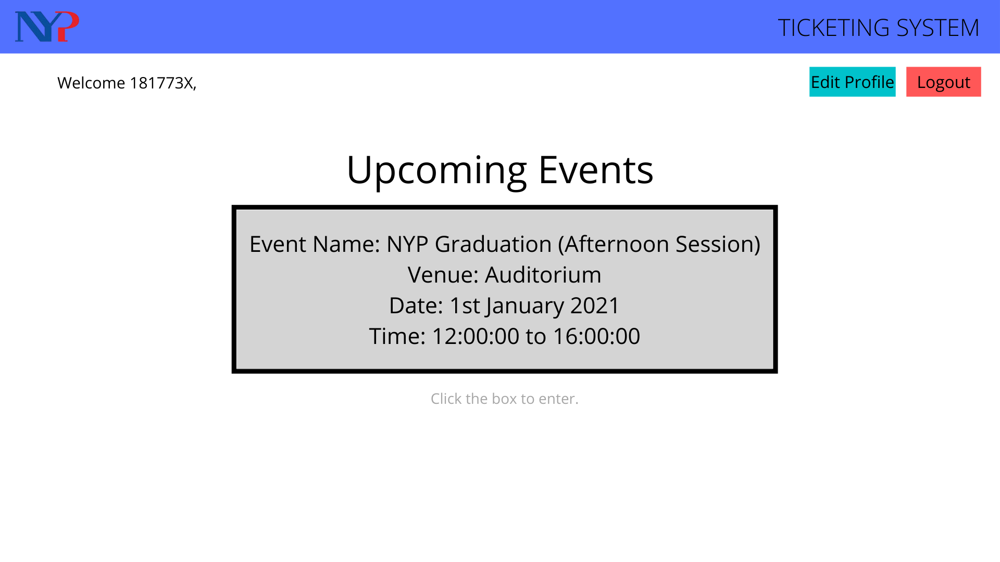 NYP
TICKETING SYSTEM
Welcome 181773X,
Edit Profile
Logout
Upcoming Events
Event Name: NYP Graduation (Afternoon Session)
Venue: Auditorium
Date: 1st January 2021
Time: 12:00:00 to 16:00:00
Click the box to enter.